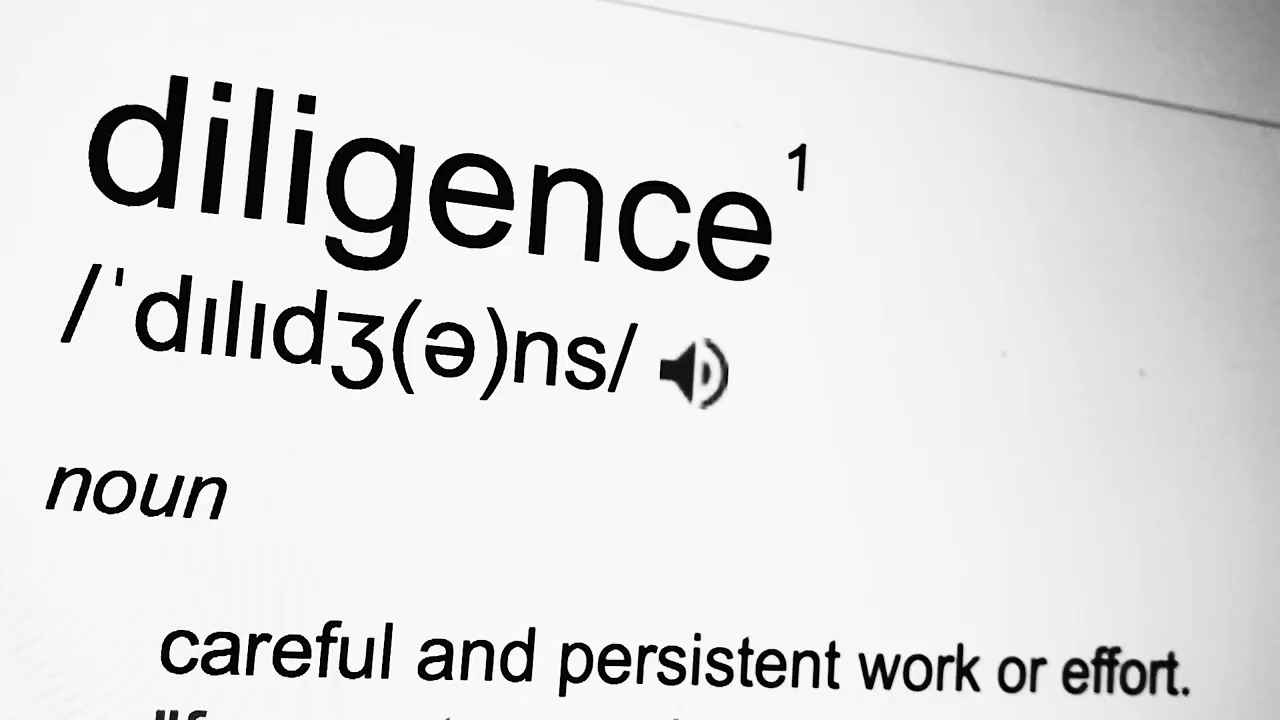 diligence¹
/ˈdɪlɪdʒ(ə)ns/
noun
careful and persistent work or effort.